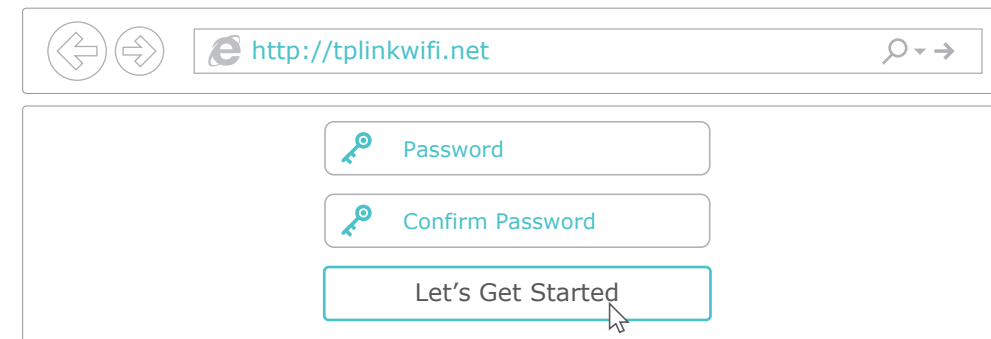 http://tplinkwifi.net
Password
Confirm Password
Let’s Get Started